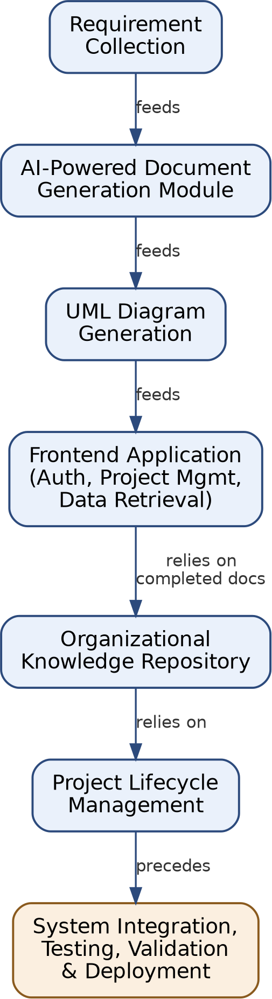 Requirement
Collection
feeds
AI-Powered Document
Generation Module
feeds
UML Diagram
Generation
feeds
Frontend Application
(Auth, Project Mgmt,
Data Retrieval)
relies on
completed docs
Organizational
Knowledge Repository
relies on
Project Lifecycle
Management
precedes
System Integration,
Testing, Validation
& Deployment